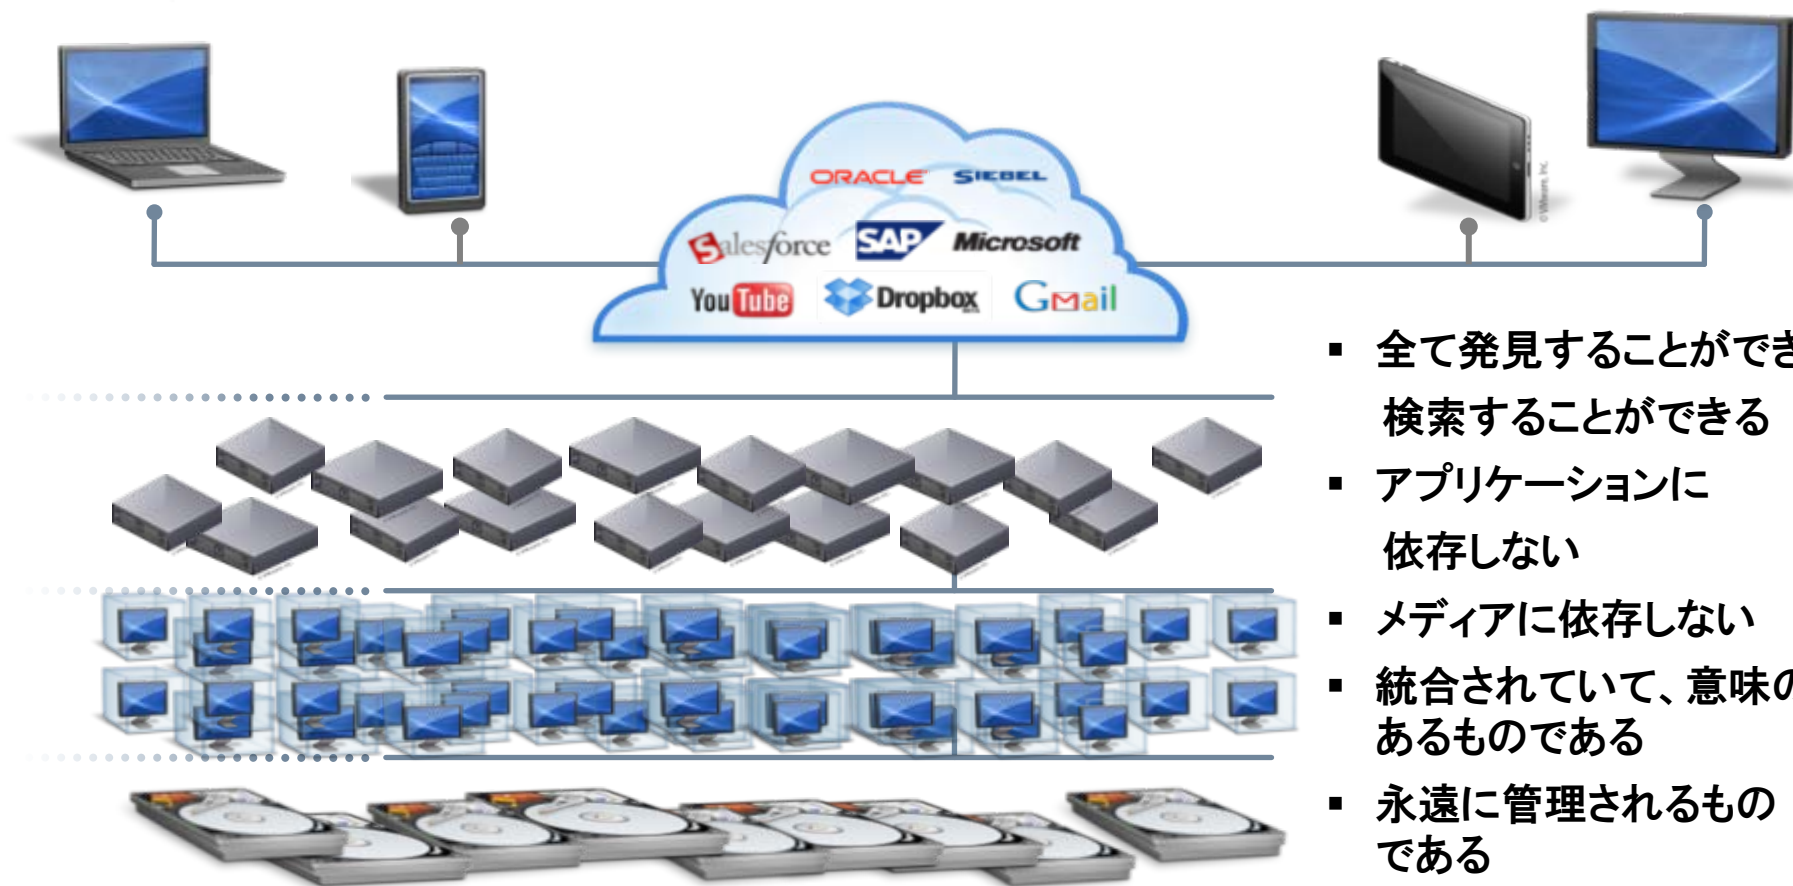 ORACLE SIEBEL
Salesforce SAP Microsoft
YouTube Dropbox Gmail
© VMware, Inc.
▪ 全て発見することができ
検索することができる
▪ アプリケーションに
依存しない
▪ メディアに依存しない
▪ 統合されていて、意味の
あるものである
▪ 永遠に管理されるもの
である